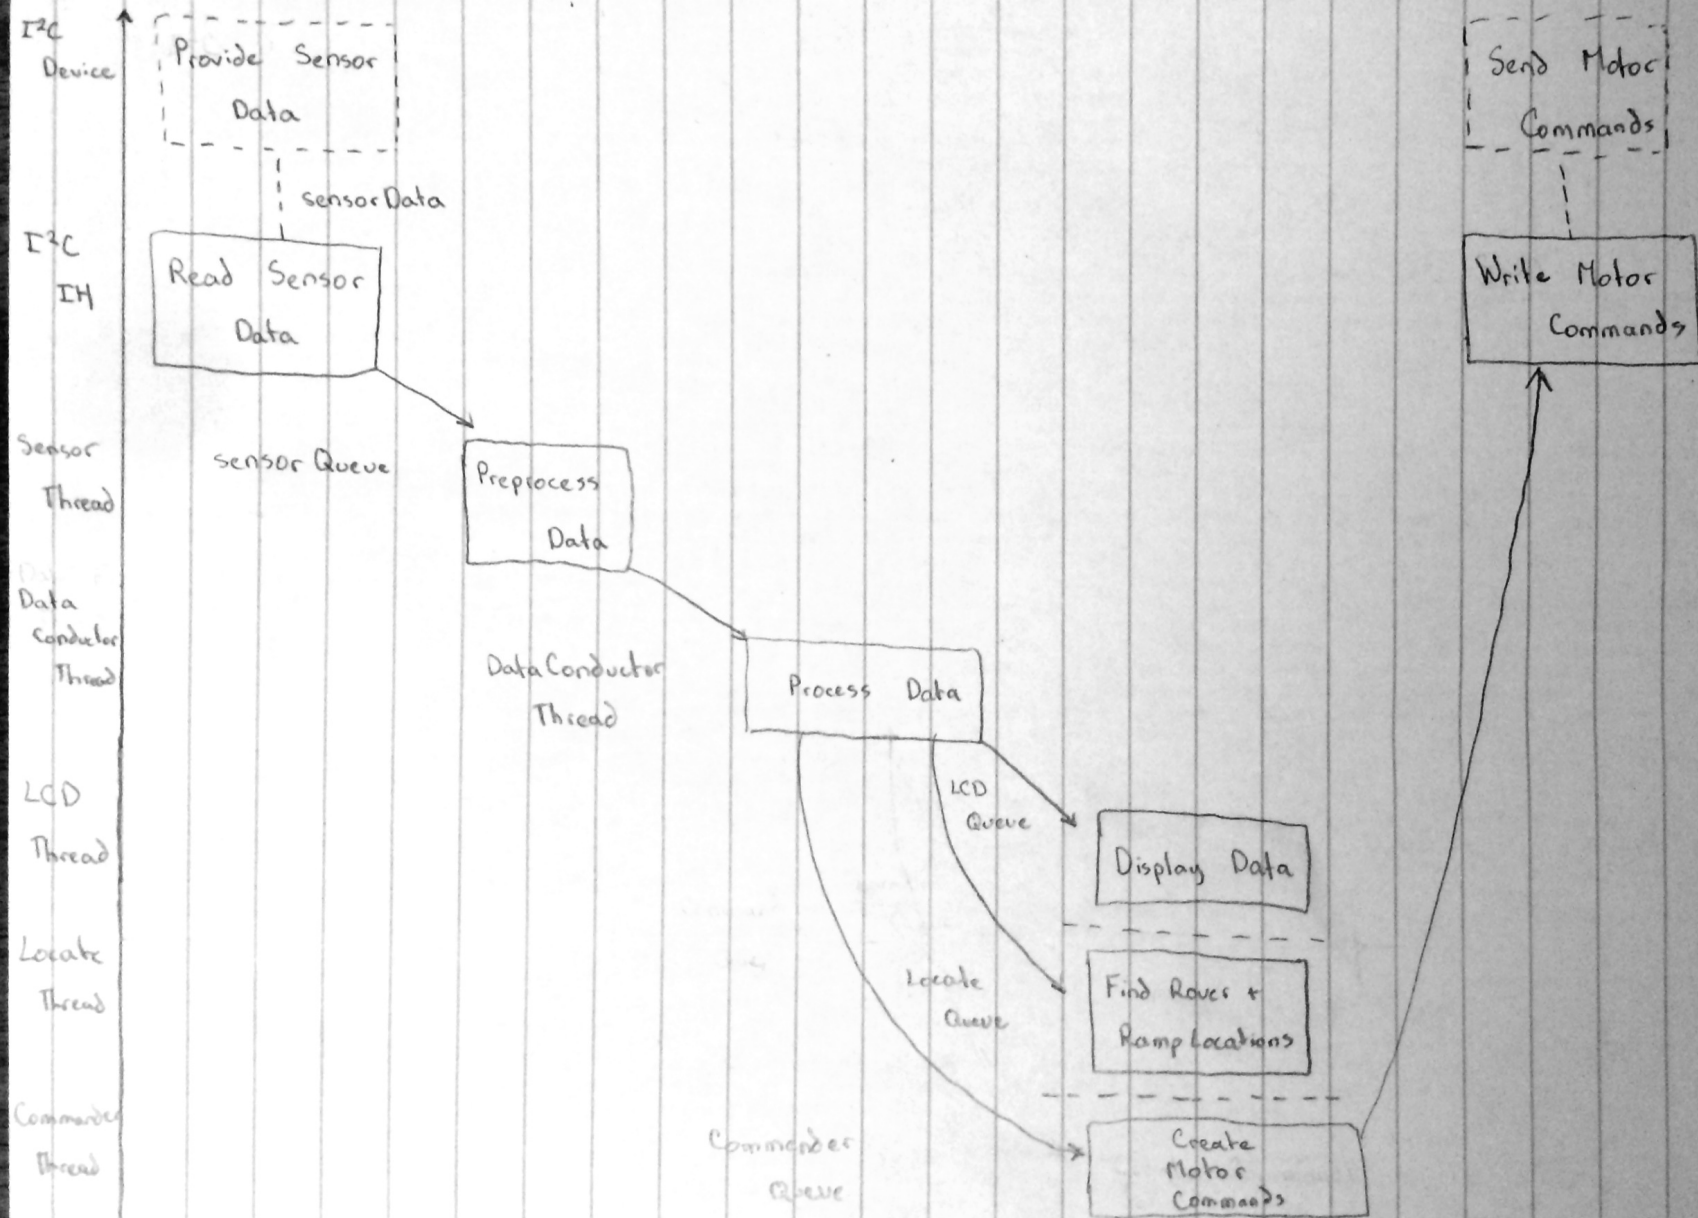 I²C
Device
Provide Sensor
Data
Send Motor
Commands
sensorData
I²C
IH
Read Sensor
Data
Write Motor
Commands
Sensor
Thread
sensorQueue
Preprocess
Data
Data
Conductor
Thread
DataConductor
Thread
Process Data
LCD
Thread
LCD
Queue
Display Data
Locate
Thread
Locate
Queue
Find Rover +
Ramp Locations
Commander
Thread
Commander
Queue
Create
Motor
Commands